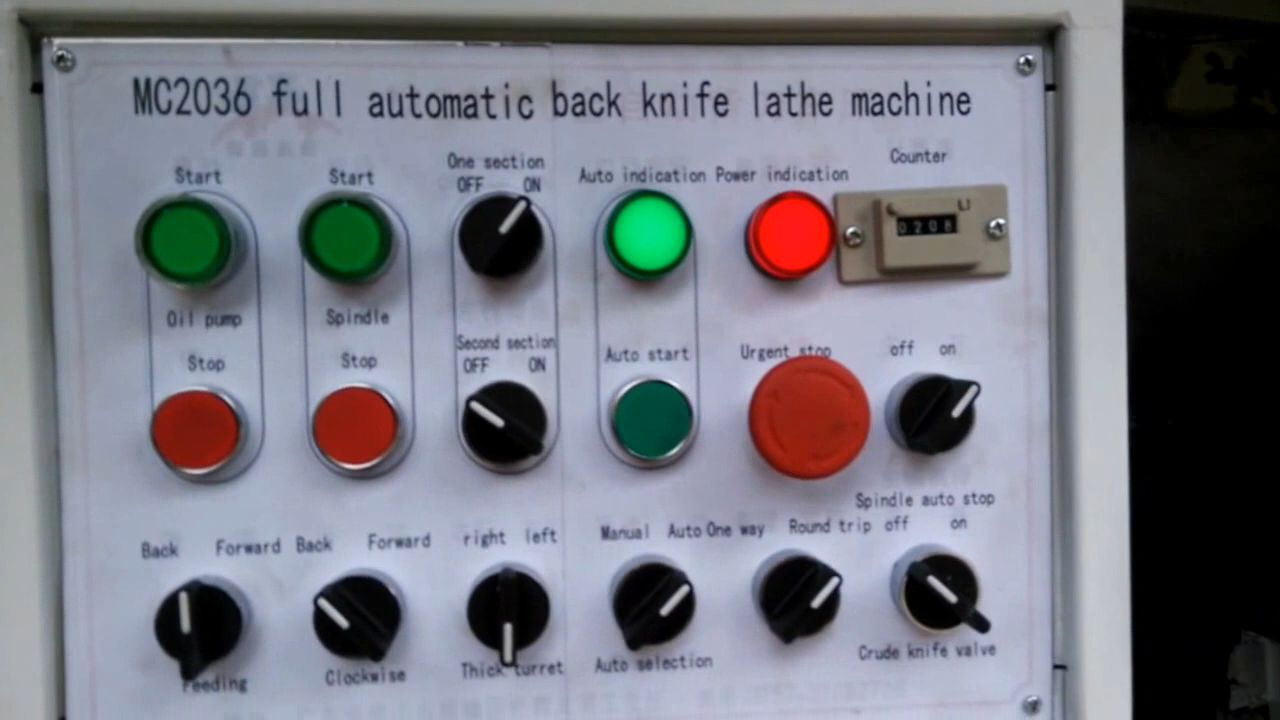 MC2036 full automatic back knife lathe machine
Counter
Start Start One section Auto indication Power indication
OFF ON
0208
Oil pump Spindle
Stop Stop Second section Auto start Urgent stop off on
OFF ON
Spindle auto stop
Back Forward Back Forward right left Manual Auto One way Round trip off on
Feeding Clockwise Thick turret Auto selection Crude knife valve